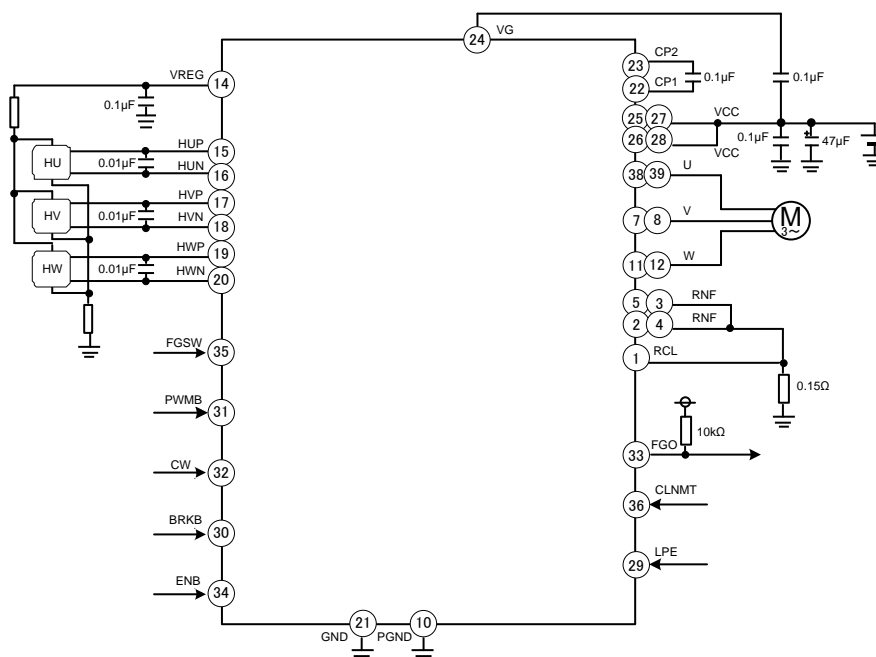 24 VG
23 CP2
22 CP1
0.1µF
0.1µF
VREG 14
0.1µF
25 27 VCC
26 28 VCC
0.1µF
47µF
HU
HUP 15
0.01µF
HUN 16
38 39 U
HV
HVP 17
0.01µF
HVN 18
7 8 V
M
3~
HW
HWP 19
0.01µF
HWN 20
11 12 W
5 3 RNF
2 4 RNF
1 RCL
0.15Ω
FGSW 35
PWMB 31
10kΩ
33 FGO
CW 32
36 CLNMT
BRKB 30
29 LPE
ENB 34
21 10
GND PGND